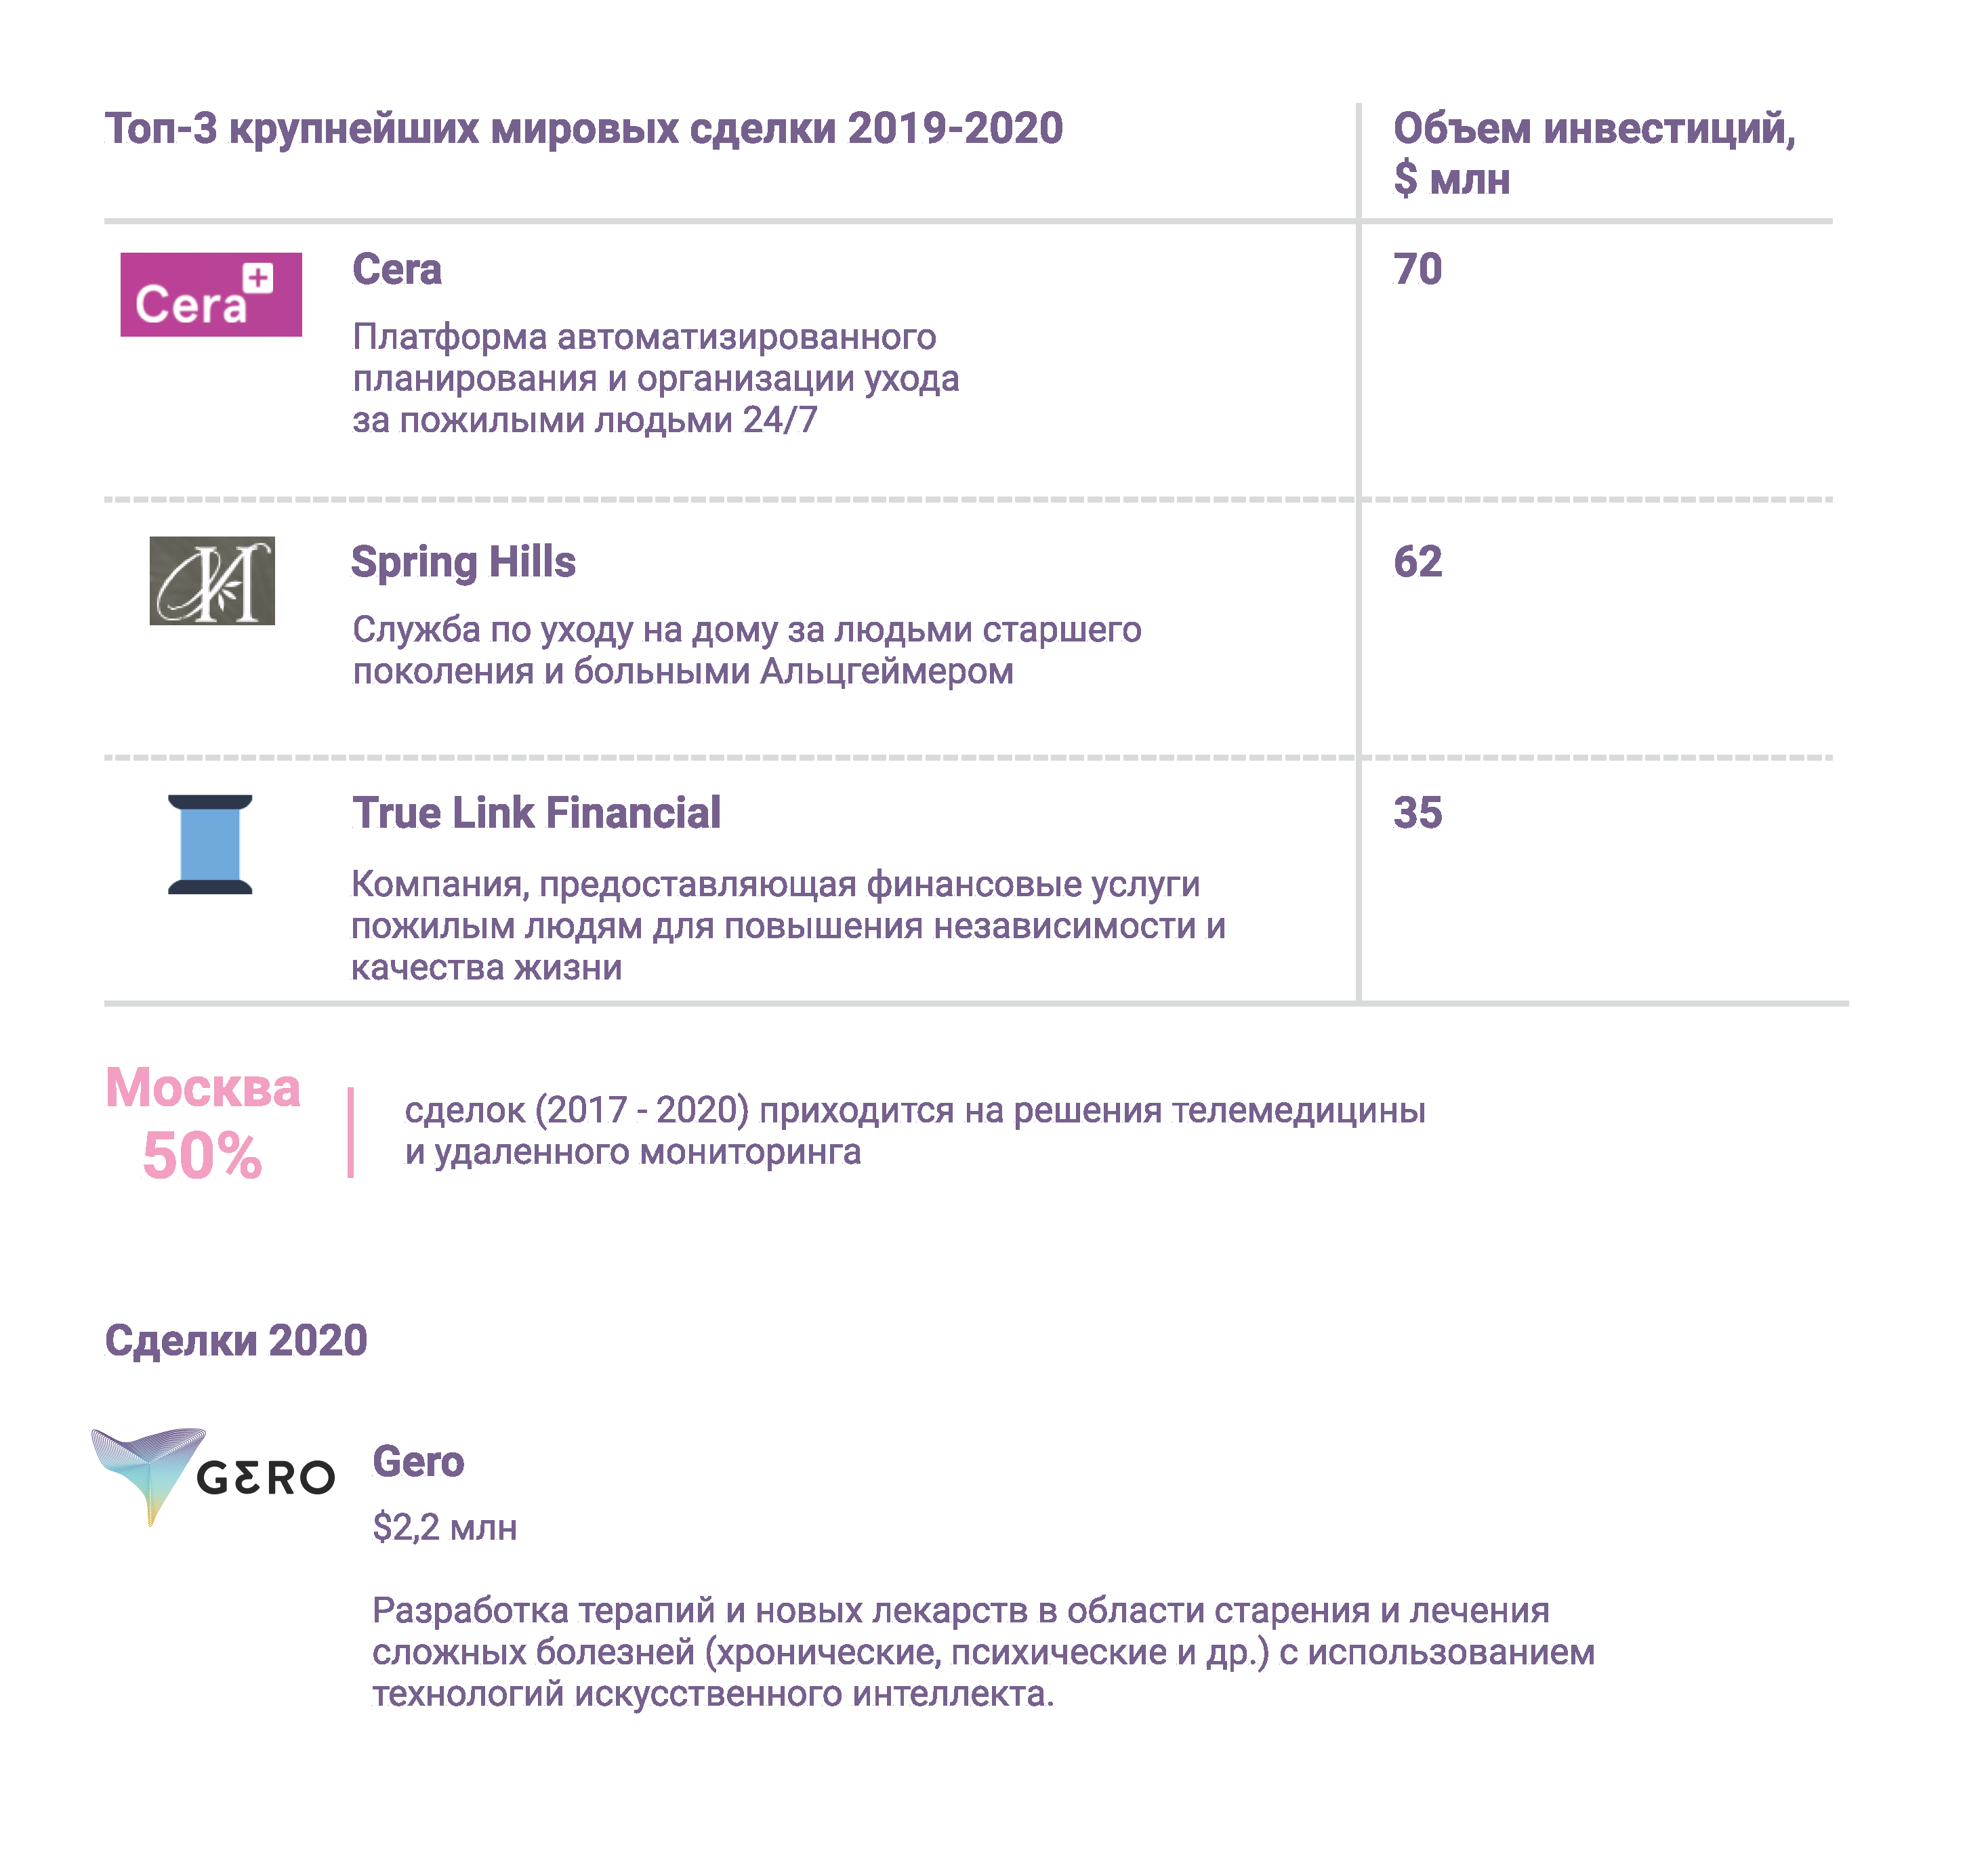 Топ-3 крупнейших мировых сделки 2019-2020
Объем инвестиций,
$ млн
Cera+
Cera
70
Платформа автоматизированного
планирования и организации ухода
за пожилыми людьми 24/7
Spring Hills
62
Служба по уходу на дому за людьми старшего
поколения и больными Альцгеймером
True Link Financial
35
Компания, предоставляющая финансовые услуги
пожилым людям для повышения независимости и
качества жизни
Москва
50%
сделок (2017 - 2020) приходится на решения телемедицины
и удаленного мониторинга
Сделки 2020
GERO
Gero
$2,2 млн
Разработка терапий и новых лекарств в области старения и лечения
сложных болезней (хронические, психические и др.) с использованием
технологий искусственного интеллекта.